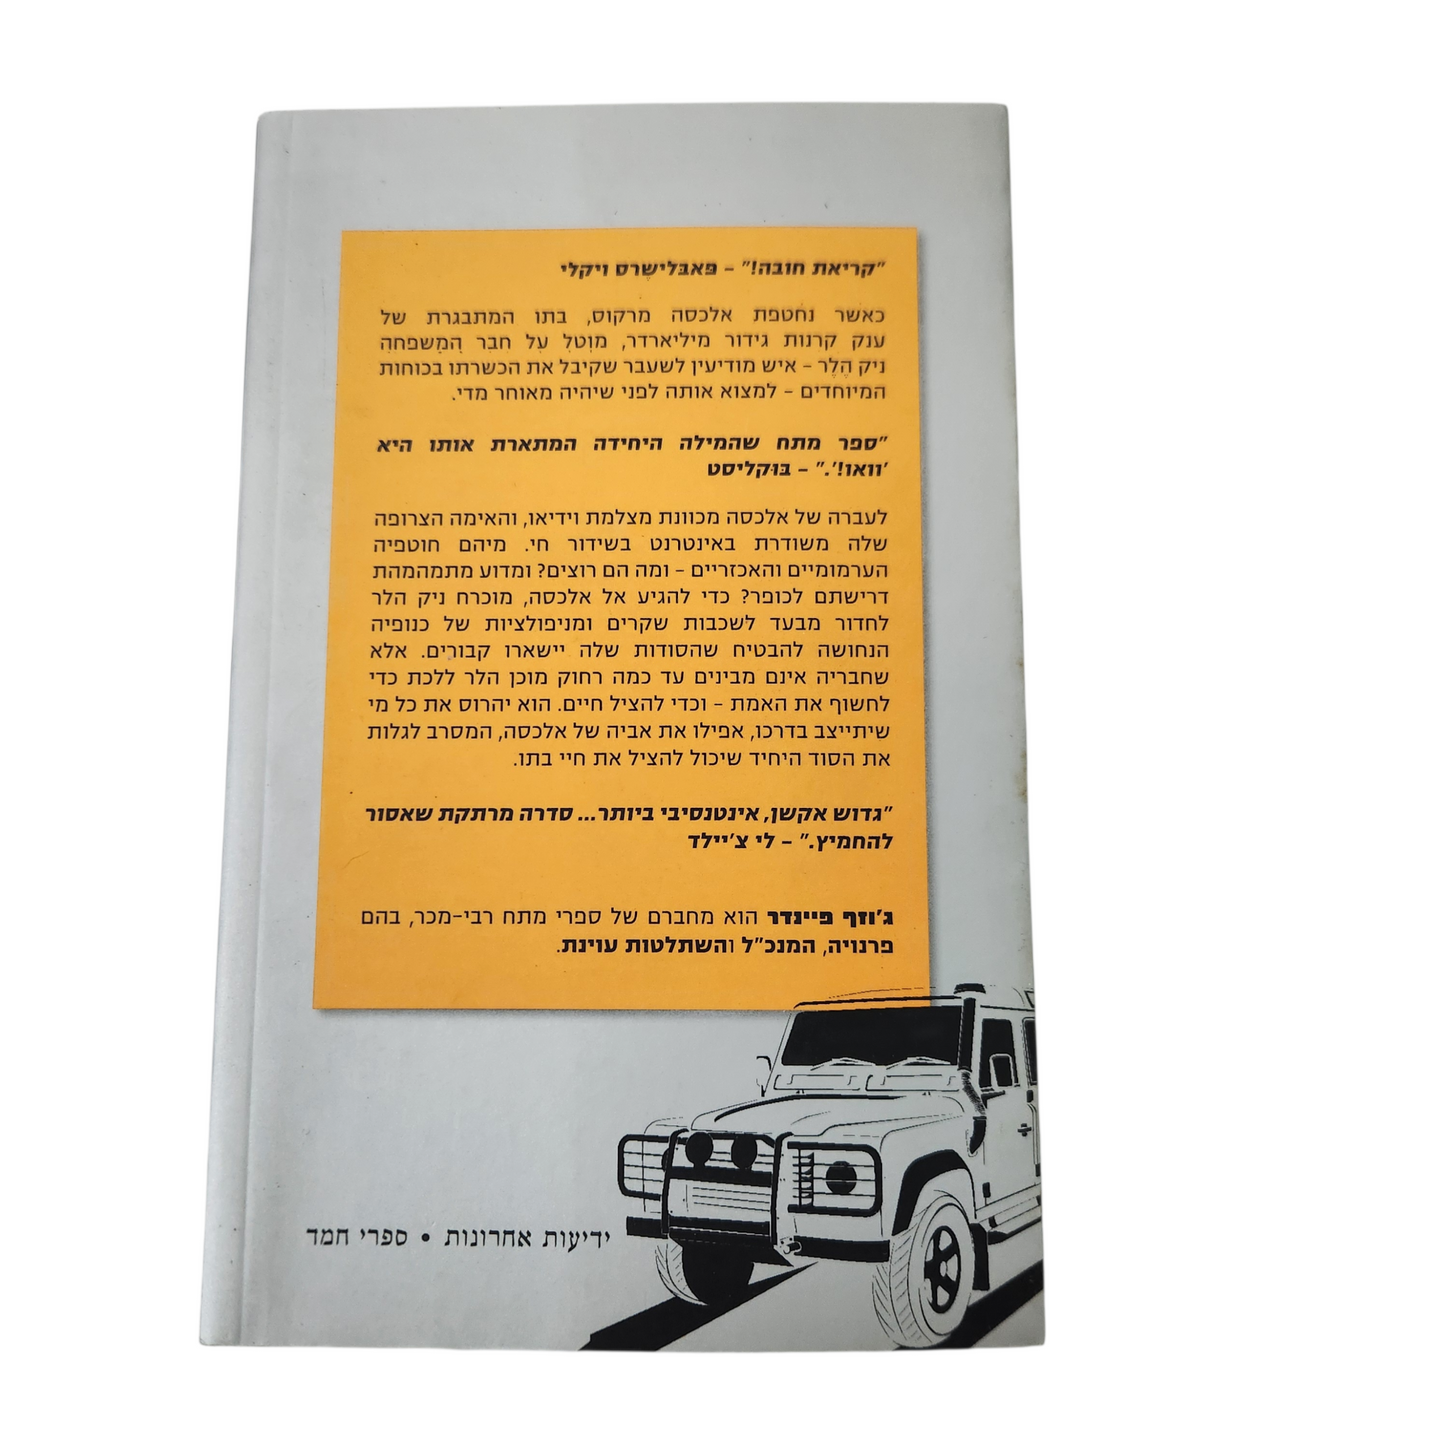 "קריאת חובה!" – פּאבּלישֶרס ויקלי
כאשר נחטפת אלכסה מרקוס, בתו המתבגרת של
ענק קרנות גידור מיליארדר, מוטל על חבר המשפחה
ניק הֶלֶר – איש מודיעין לשעבר שקיבל את הכשרתו בכוחות
המיוחדים – למצוא אותה לפני שיהיה מאוחר מדי.
"ספר מתח שהמילה היחידה המתארת אותו היא
'וואו!'." – בּוּקליסט
לעברה של אלכסה מכוונת מצלמת וידיאו, והאימה הצרופה
שלה משודרת באינטרנט בשידור חי. מיהם חוטפיה
הערמומיים והאכזריים – ומה הם רוצים? ומדוע מתמהמהת
דרישתם לכופר? כדי להגיע אל אלכסה, מוכרח ניק הלר
לחדור מבעד לשכבות שקרים ומניפולציות של כנופיה
הנחושה להבטיח שהסודות שלה יישארו קבורים. אלא
שחבריה אינם מבינים עד כמה רחוק מוכן הלר ללכת כדי
לחשוף את האמת – וכדי להציל חיים. הוא יהרוס את כל מי
שיתייצב בדרכו, אפילו את אביה של אלכסה, המסרב לגלות
את הסוד היחיד שיכול להציל את חיי בתו.
"גדוש אקשן, אינטנסיבי ביותר... סדרה מרתקת שאסור
להחמיץ." – לי צ'יילד
ג'וזף פיינדר הוא מחברם של ספרי מתח רבי-מכר, בהם
פרנויה, המנכ"ל והשתלטות עוינת.
ידיעות אחרונות • ספרי חמד